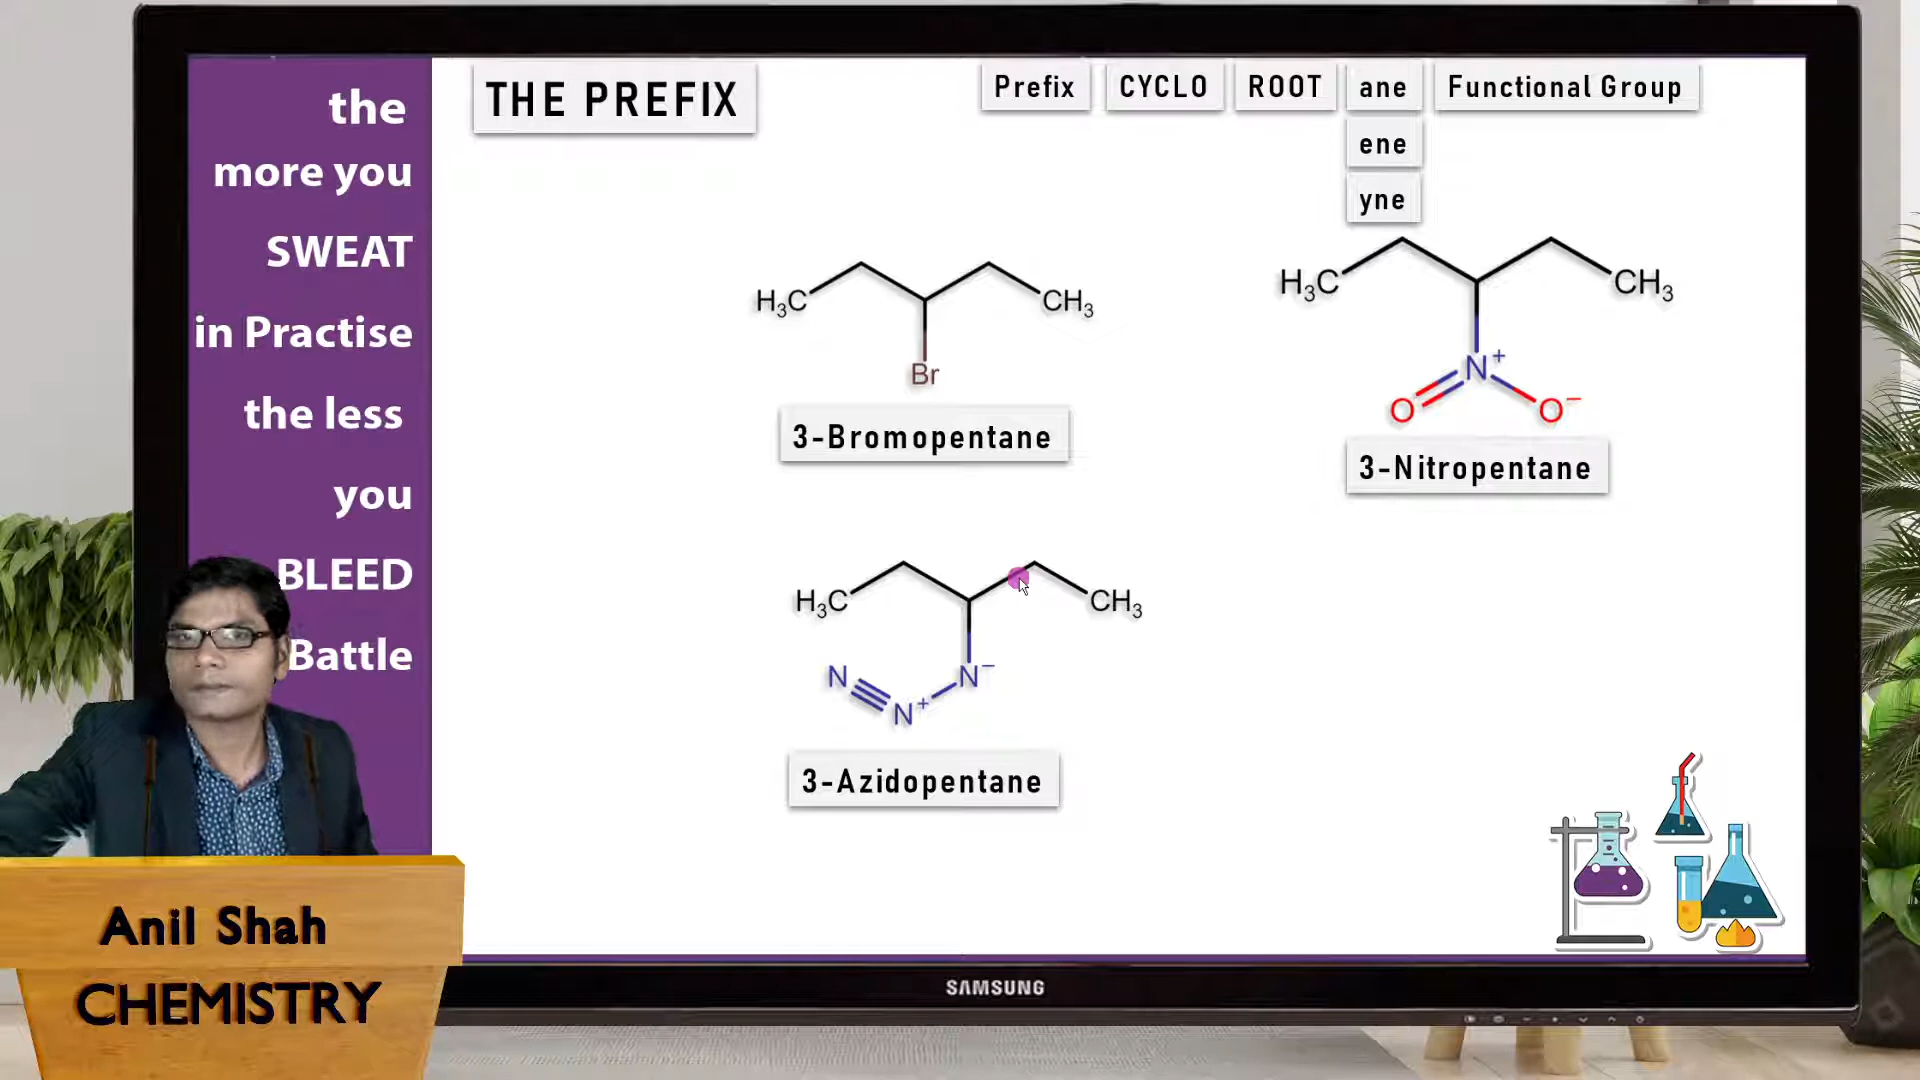 the
more you
SWEAT
in Practise
the less
you
BLEED
Battle
THE PREFIX
Prefix CYCLO ROOT ane Functional Group
ene
yne
H3C CH3
Br
3-Bromopentane
H3C CH3
N+
O O−
3-Nitropentane
H3C CH3
N N+ N−
3-Azidopentane
Anil Shah
CHEMISTRY
SAMSUNG